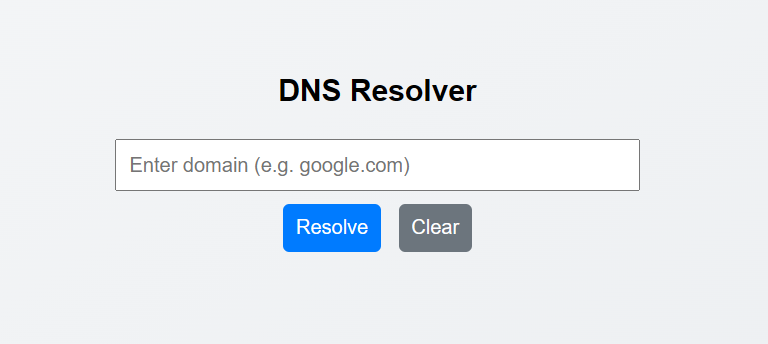 DNS Resolver
Enter domain (e.g. google.com)
Resolve Clear